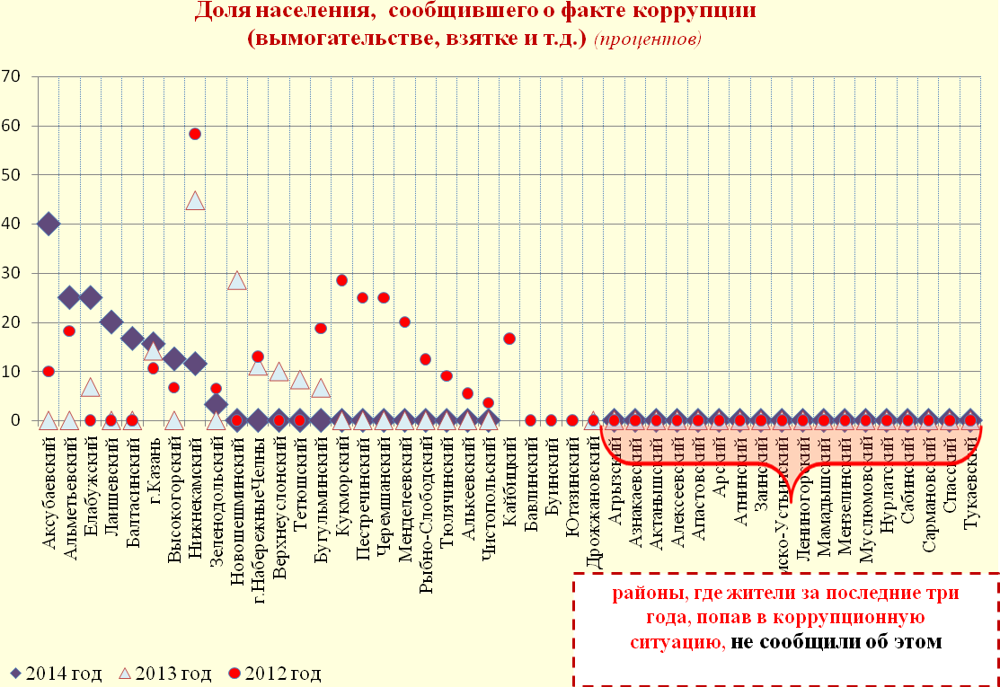 Доля населения, сообщившего о факте коррупции
(вымогательстве, взятке и т.д.) (процентов)
70
60
50
40
30
20
10
0
Аксубаевский
Альметьевский
Елабужский
Лаишевский
Балтасинский
г.Казань
Высокогорский
Нижнекамский
Зеленодольский
Новошешминский
г.НабережныеЧелны
Верхнеуслонский
Тетюшский
Бугульминский
Кукморский
Пестречинский
Черемшанский
Менделеевский
Рыбно-Слободский
Тюлячинский
Алькеевский
Чистопольский
Кайбицкий
Бавлинский
Буинский
Ютазинский
Дрожжановский
Агрызский
Азнакаевский
Актанышский
Алексеевский
Апастовский
Арский
Атнинский
Заинский
мско-Устьинский
Лениногорс
Мамадышский
Мензелинский
Муслюмовский
Нурлатский
Сабинский
Сармановский
Спасский
Тукаевский
районы, где жители за последние три
года, попав в коррупционную
ситуацию, не сообщили об этом
2014 год 2013 год 2012 год